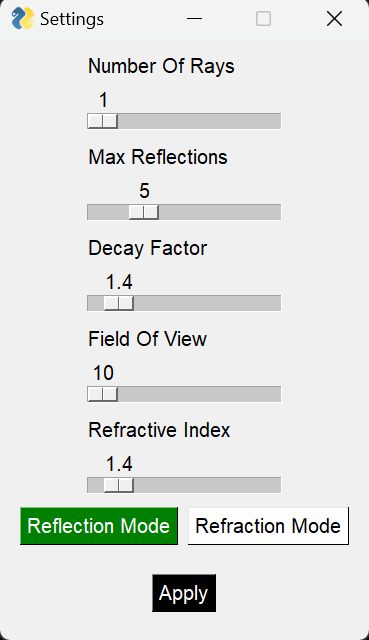 Settings
Number Of Rays
1
Max Reflections
5
Decay Factor
1.4
Field Of View
10
Refractive Index
1.4
Reflection Mode Refraction Mode
Apply